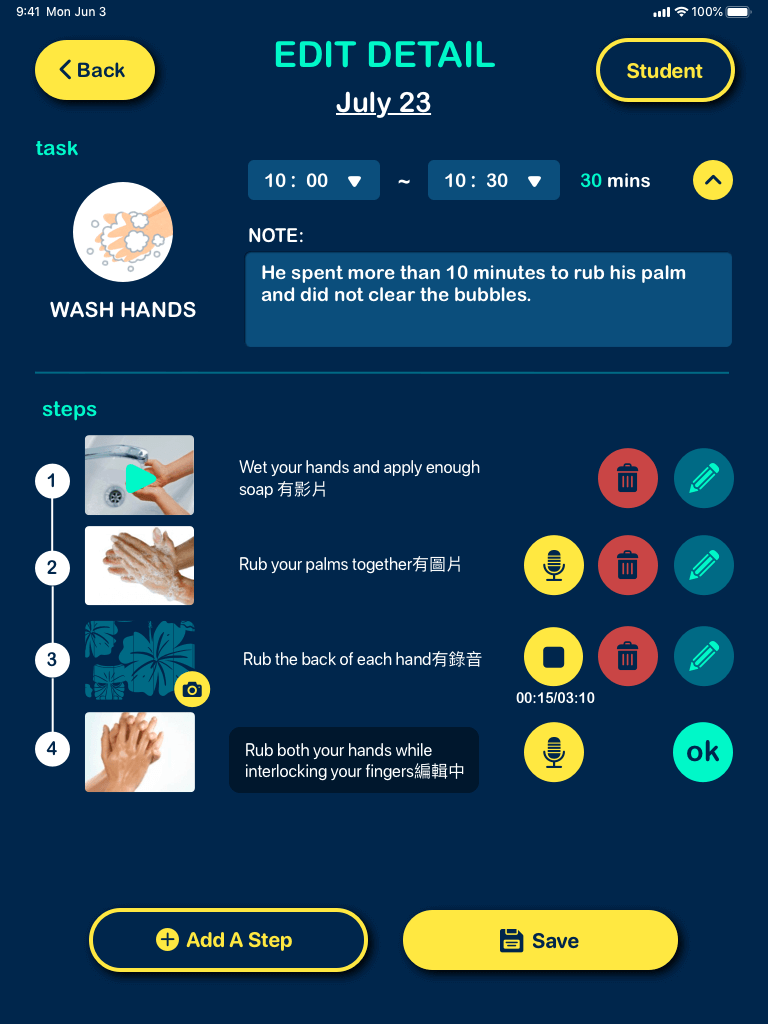 9:41 Mon Jun 3
100%
Back
EDIT DETAIL
Student
July 23
task
10 : 00
~
10 : 30
30 mins
NOTE:
He spent more than 10 minutes to rub his palm
and did not clear the bubbles.
WASH HANDS
steps
1
Wet your hands and apply enough
soap 有影片
2
Rub your palms together有圖片
3
Rub the back of each hand有錄音
00:15/03:10
4
Rub both your hands while
interlocking your fingers編輯中
ok
Add A Step
Save